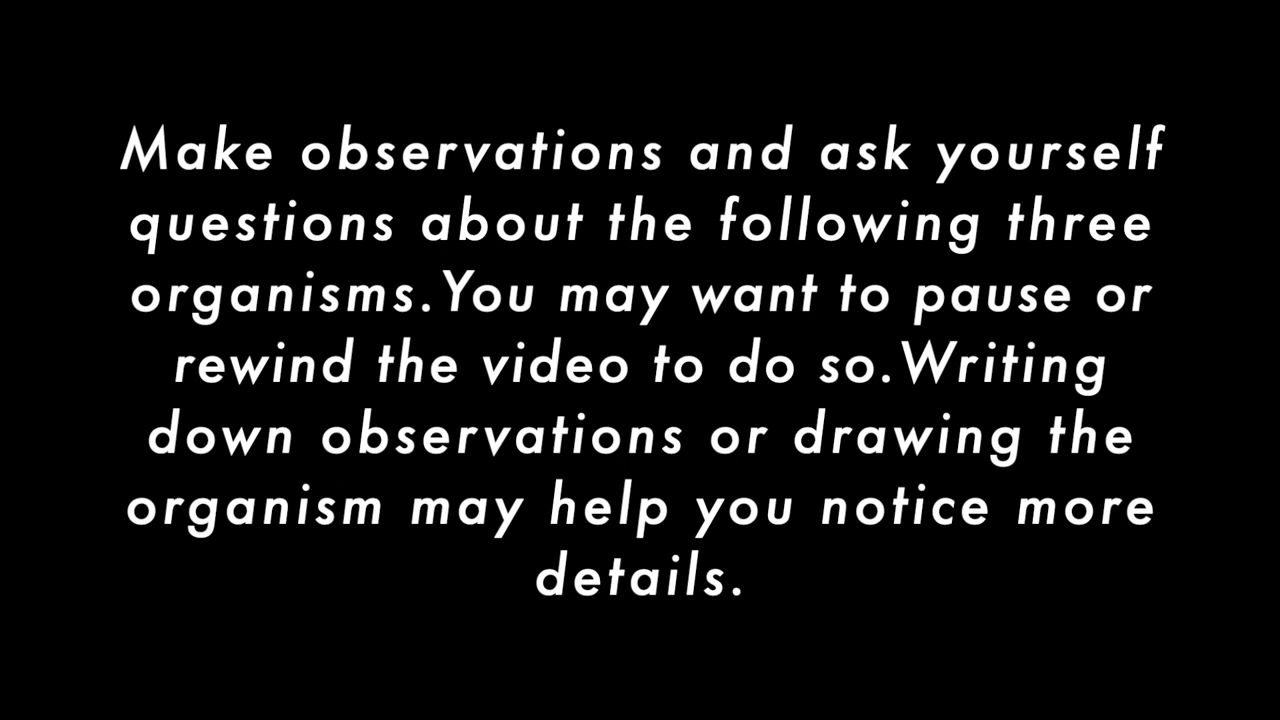 Make observations and ask yourself
questions about the following three
organisms.You may want to pause or
rewind the video to do so.Writing
down observations or drawing the
organism may help you notice more
details.